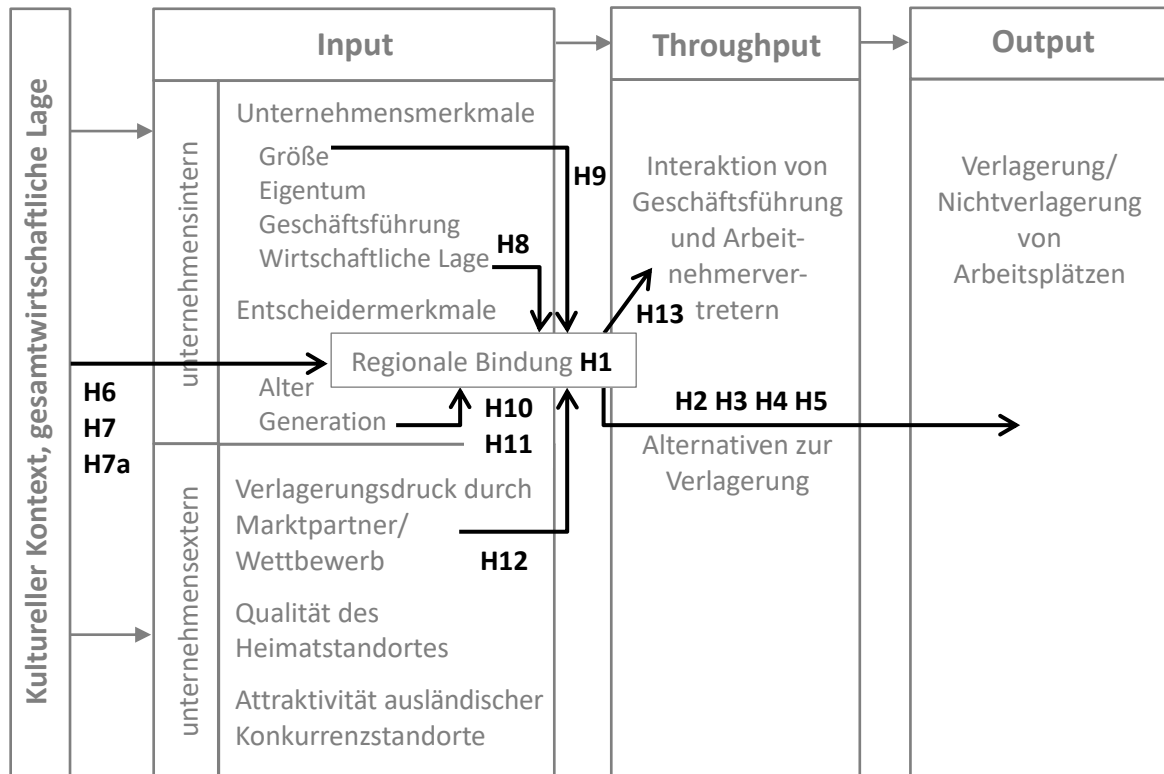 Kultureller Kontext, gesamtwirtschaftliche Lage
H6
H7
H7a
Input
unternehmensintern
Unternehmensmerkmale
Größe
Eigentum
Geschäftsführung
Wirtschaftliche Lage
H8
H9
Entscheidermerkmale
Regionale Bindung H1
Alter
Generation
H10
H11
unternehmensextern
Verlagerungsdruck durch
Marktpartner/
Wettbewerb
H12
Qualität des
Heimatstandortes
Attraktivität ausländischer
Konkurrenzstandorte
Throughput
Interaktion von
Geschäftsführung
und Arbeit-
nehmerver-
tretern
H13
H2 H3 H4 H5
Alternativen zur
Verlagerung
Output
Verlagerung/
Nichtverlagerung
von
Arbeitsplätzen